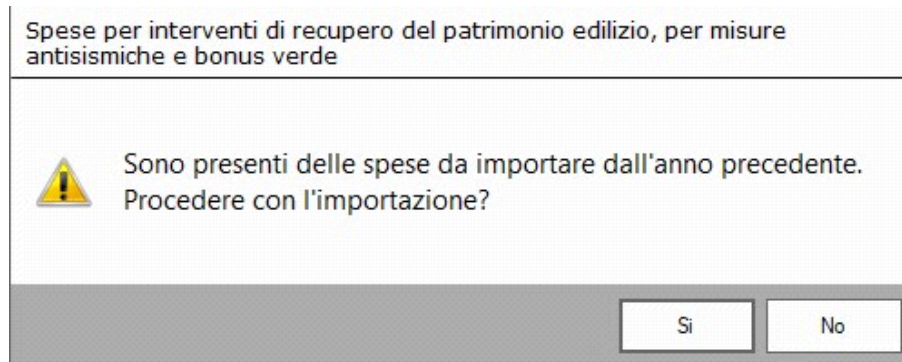 Spese per interventi di recupero del patrimonio edilizio, per misure
antisismiche e bonus verde
Sono presenti delle spese da importare dall'anno precedente.
Procedere con l'importazione?
Si
No